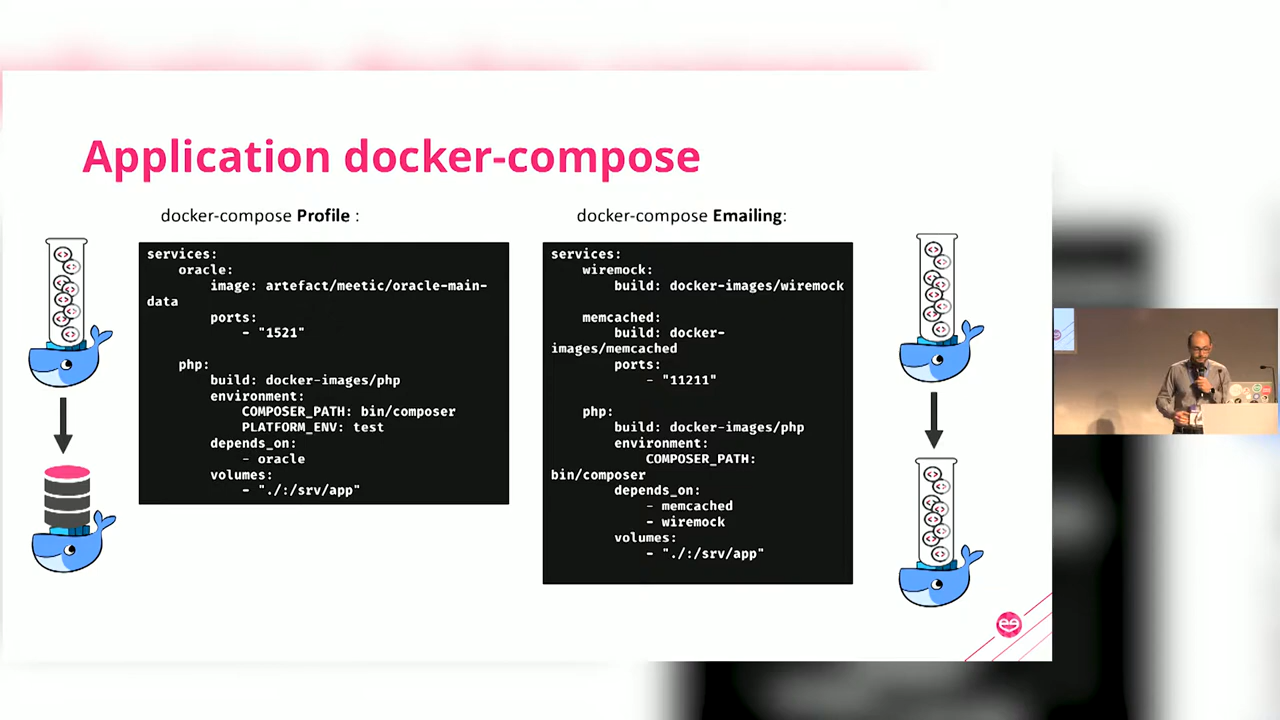 Application docker-compose
docker-compose Profile :
services:
oracle:
image: artefact/meetic/oracle-main-
data
ports:
- "1521"
php:
build: docker-images/php
environment:
COMPOSER_PATH: bin/composer
PLATFORM_ENV: test
depends_on:
- oracle
volumes:
- "./:/srv/app"
docker-compose Emailing:
services:
wiremock:
build: docker-images/wiremock
memcached:
build: docker-
images/memcached
ports:
- "11211"
php:
build: docker-images/php
environment:
COMPOSER_PATH:
bin/composer
depends_on:
- memcached
- wiremock
volumes:
- "./:/srv/app"